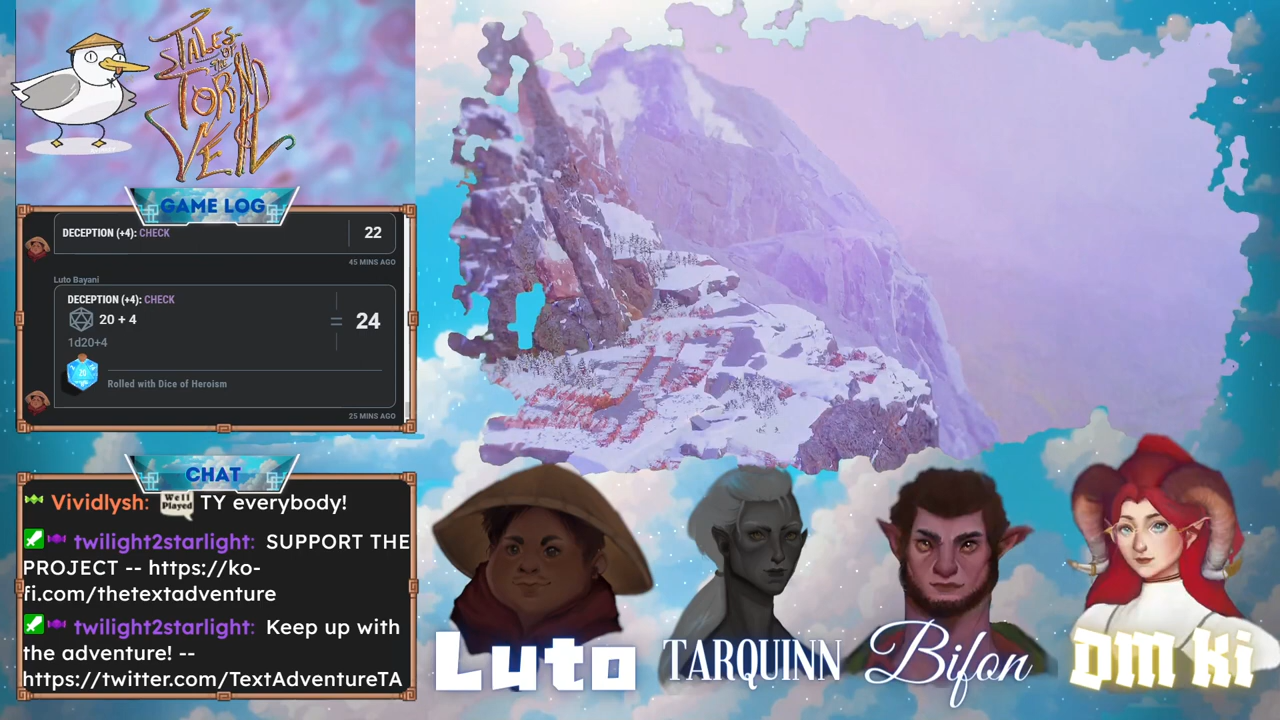 TALES
OF
THE
TORN
VEIL
GAME LOG
DECEPTION (+4): CHECK
22
45 MINS AGO
Luto Bayani
DECEPTION (+4): CHECK
20 + 4
= 24
1d20+4
20
Rolled with Dice of Heroism
25 MINS AGO
CHAT
Vividlysh: Well Played TY everybody!
twilight2starlight: SUPPORT THE
PROJECT -- https://ko-
fi.com/thetextadventure
twilight2starlight: Keep up with
the adventure! --
https://twitter.com/TextAdventureTA
Luto
TARQUINN
Bifon
DM Ki